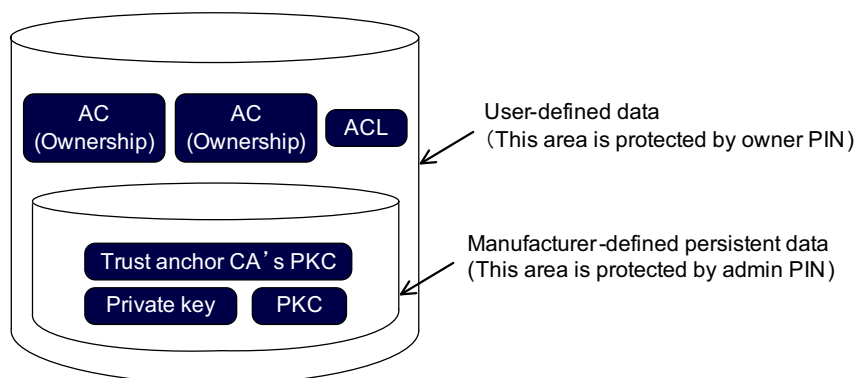 AC
(Ownership)
AC
(Ownership)
ACL
User-defined data
(This area is protected by owner PIN)
Trust anchor CA's PKC
Private key
PKC
Manufacturer-defined persistent data
(This area is protected by admin PIN)